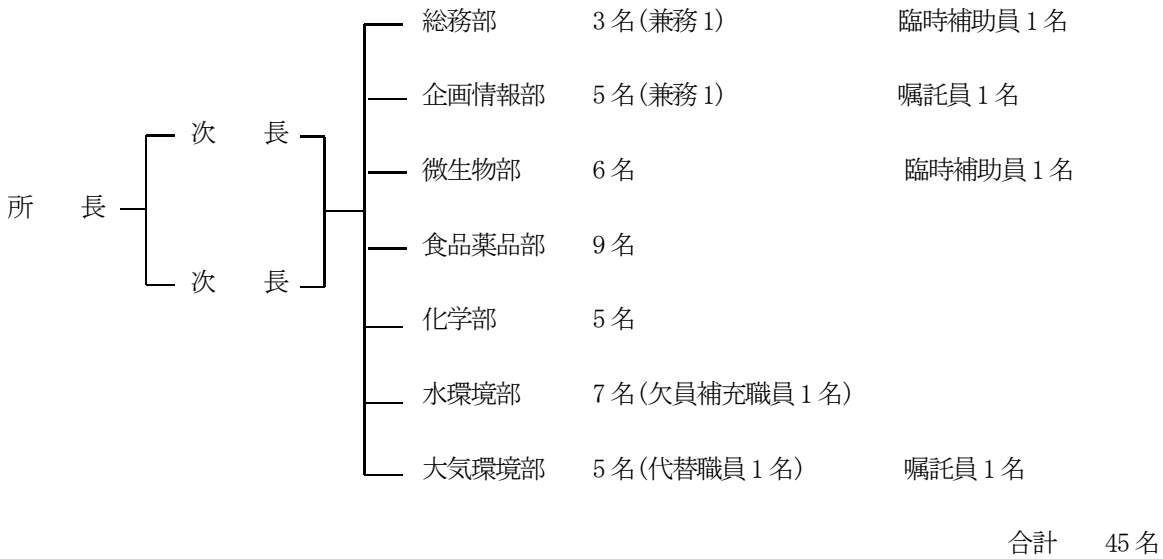 総務部 3名(兼務1) 臨時補助員1名
企画情報部 5名(兼務1) 嘱託員1名
次 長
微生物部 6名 臨時補助員1名
所 長
食品薬品部 9名
次 長
化学部 5名
水環境部 7名(欠員補充職員1名)
大気環境部 5名(代替職員1名) 嘱託員1名
合計 45名